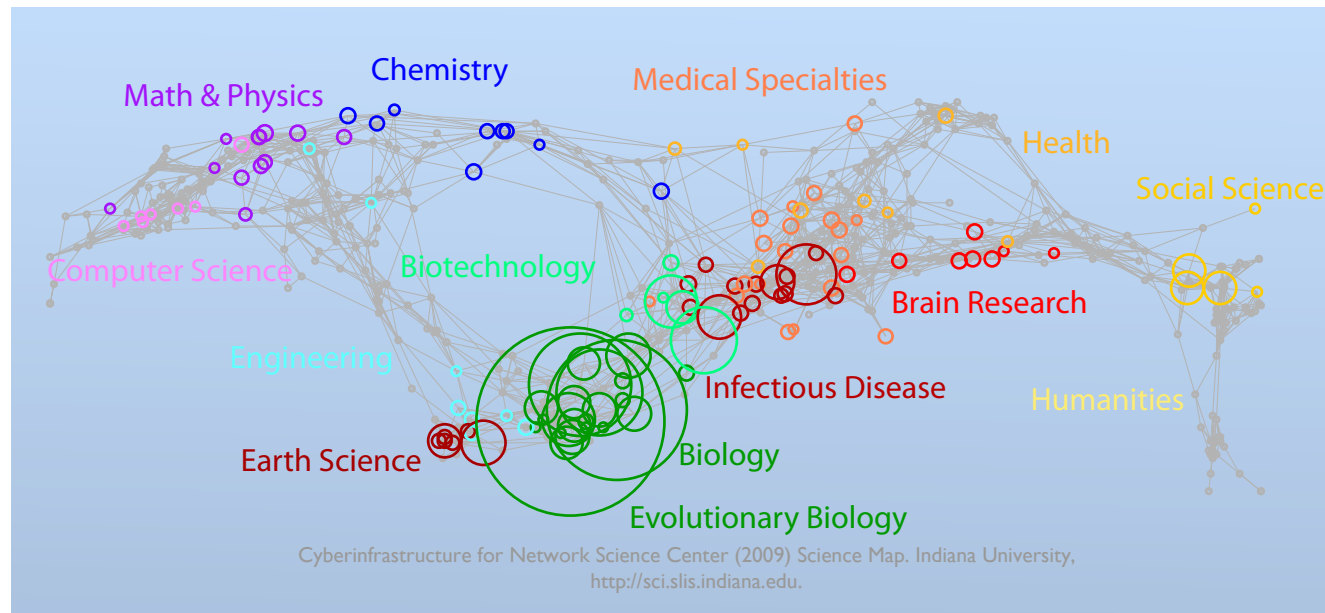 Chemistry
Medical Specialties
Math & Physics
Health
Social Science
Computer Science
Biotechnology
Brain Research
Engineering
Infectious Disease
Humanities
Earth Science
Biology
Evolutionary Biology
Cyberinfrastructure for Network Science Center (2009) Science Map. Indiana University,
http://sci.slis.indiana.edu.